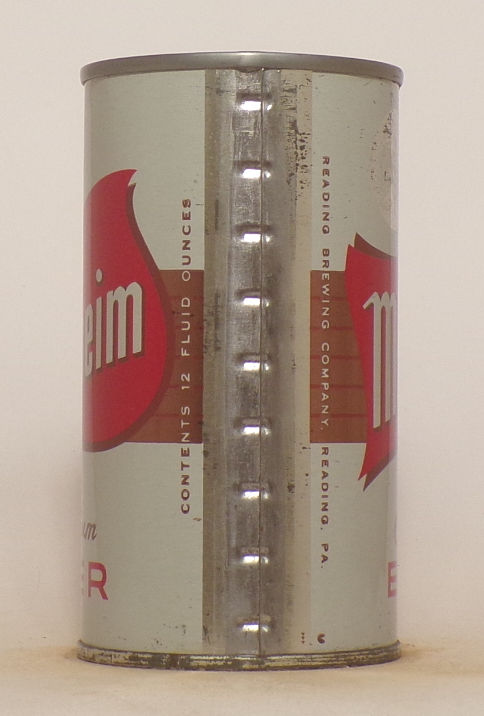 eim
CONTENTS 12 FLUID OUNCES
um
ER
READING BREWING COMPANY, READING, PA.
m